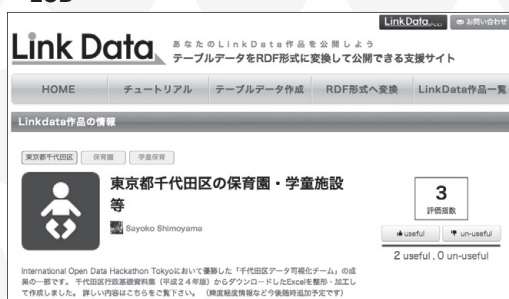 LinkData
お問い合わせ
Link Data
あなたのLinkData作品を公開しよう
テーブルデータをRDF形式に変換して公開できる支援サイト
HOME チュートリアル テーブルデータ作成 RDF形式へ変換 LinkData作品一覧
Linkdata作品の情報
東京都千代田区 保育園 学童保育
東京都千代田区の保育園・学童施設
等
Sayoko Shimoyama
3
評価指数
useful un-useful
2 useful , 0 un-useful
International Open Data Hackathon Tokyoにおいて優勝した「千代田区データ可視化チーム」の成
果の一部です。 千代田区行政基礎資料集（平成２４年版）からダウンロードしたExcelを整形・加工し
て作成しました。 詳しい内容はこちらをご覧下さい。 （緯度経度情報など今後随時追加予定です）